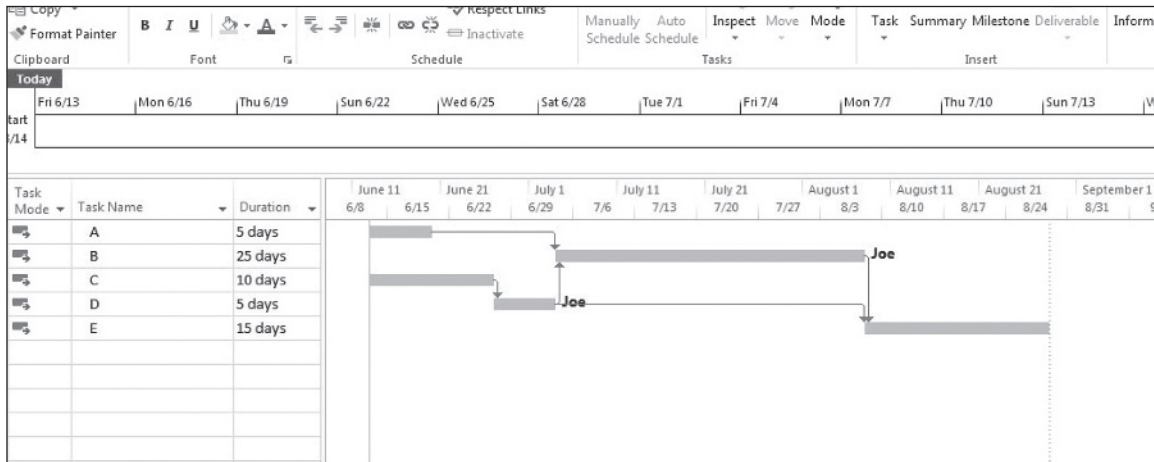 Copy
Respect Links
Format Painter
B I U A
Inactivate
Manually Schedule
Auto Schedule
Inspect
Move
Mode
Task
Summary
Milestone
Deliverable
Clipboard
Font
Schedule
Tasks
Insert
Today
Fri 6/13 Mon 6/16 Thu 6/19 Sun 6/22 Wed 6/25 Sat 6/28 Tue 7/1 Fri 7/4 Mon 7/7 Thu 7/10 Sun 7/13
tart
/14
Task Mode
Task Name
Duration
June 11 June 21 July 1 July 11 July 21 August 1 August 11 August 21 September 1
6/8 6/15 6/22 6/29 7/6 7/13 7/20 7/27 8/3 8/10 8/17 8/24 8/31
A 5 days
B 25 days Joe
C 10 days
D 5 days Joe
E 15 days